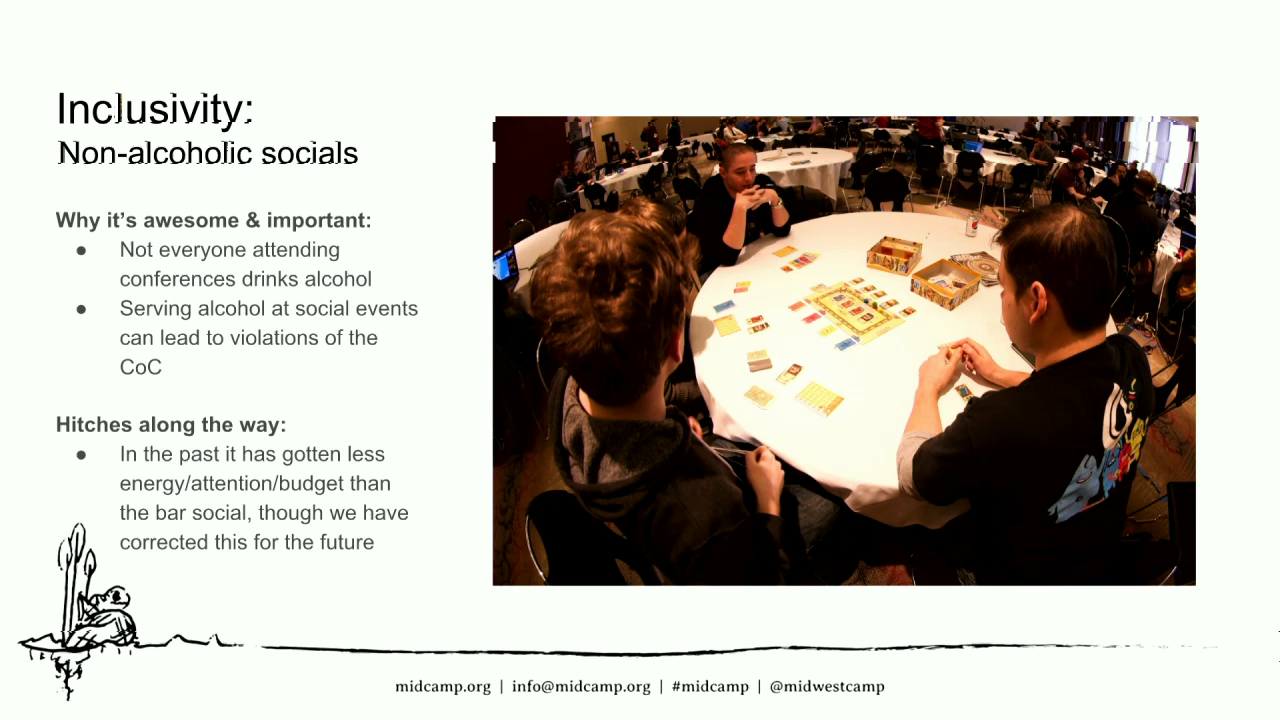 Inclusivity:
Non-alcoholic socials
Why it’s awesome & important:
● Not everyone attending
conferences drinks alcohol
● Serving alcohol at social events
can lead to violations of the
CoC
Hitches along the way:
● In the past it has gotten less
energy/attention/budget than
the bar social, though we have
corrected this for the future
midcamp.org | info@midcamp.org | #midcamp | @midwestcamp